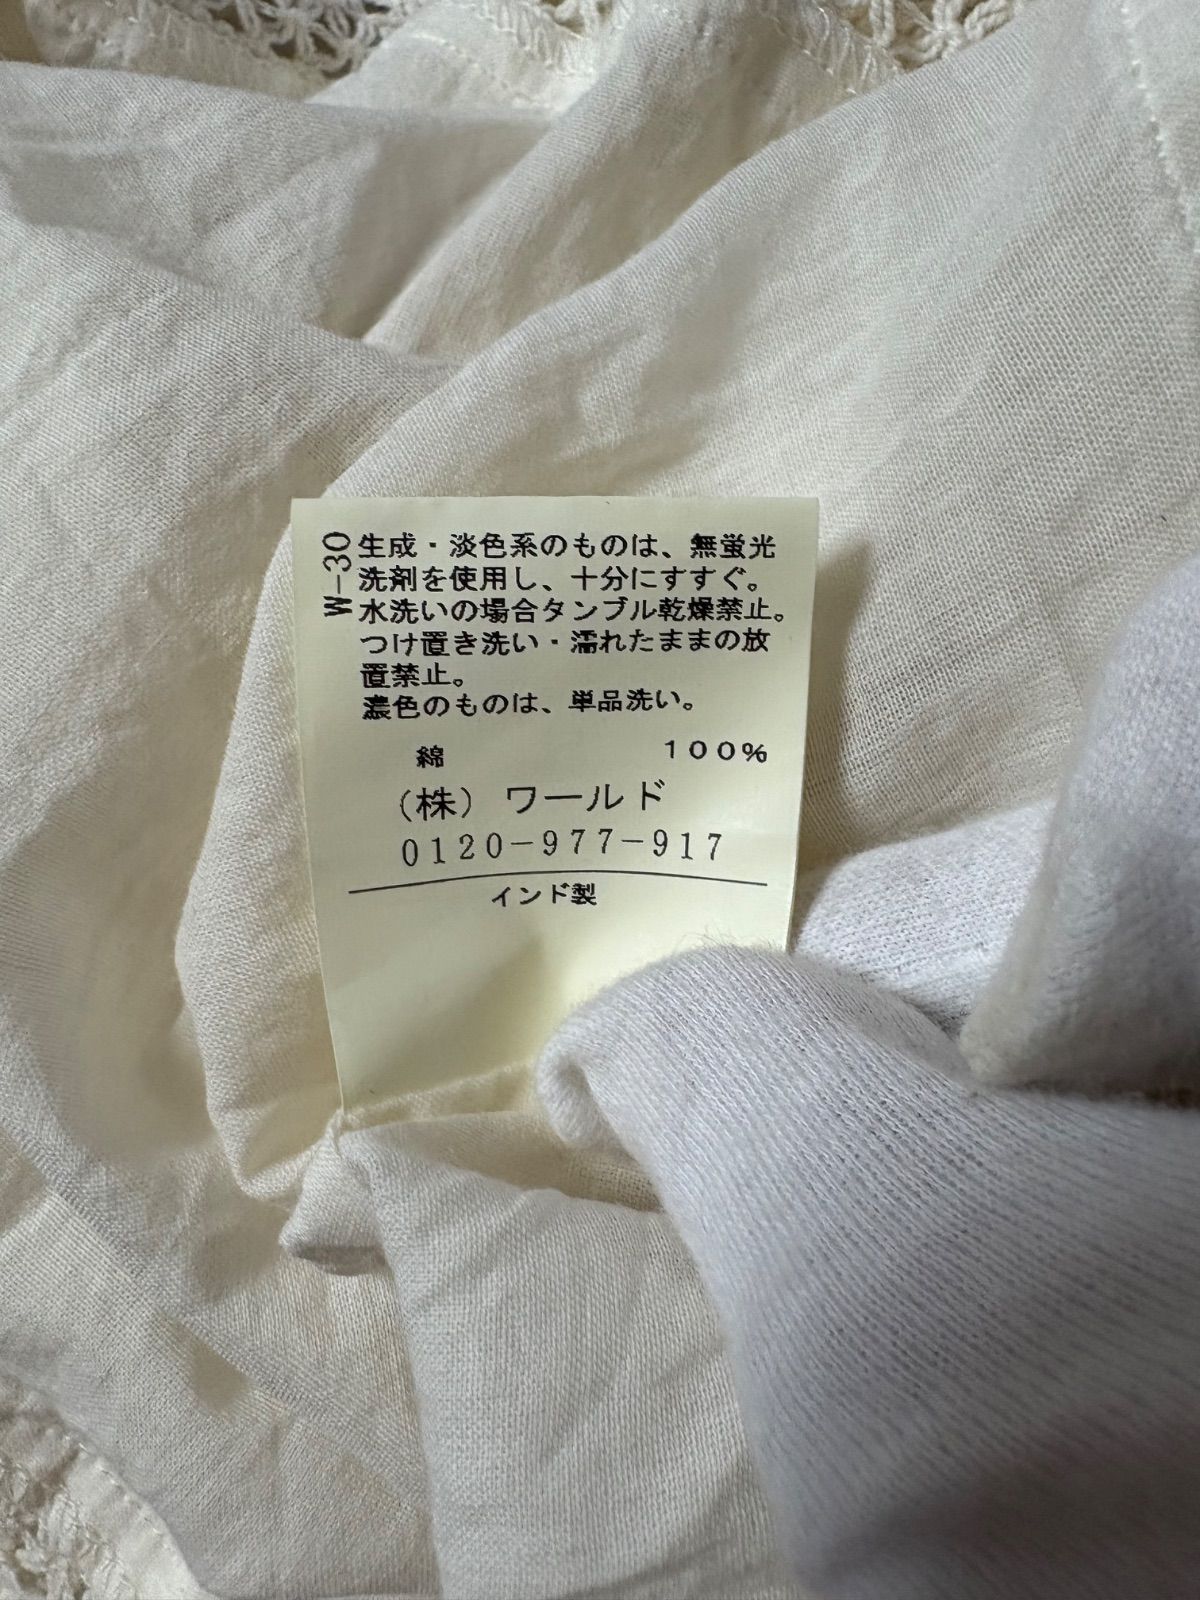 W-30
生成・淡色系のものは、無蛍光
洗剤を使用し、十分にすすぐ。
水洗いの場合タンブル乾燥禁止。
つけ置き洗い・濡れたままの放
置禁止。
濃色のものは、単品洗い。
綿 100%
(株) ワールド
0120-977-917
インド製